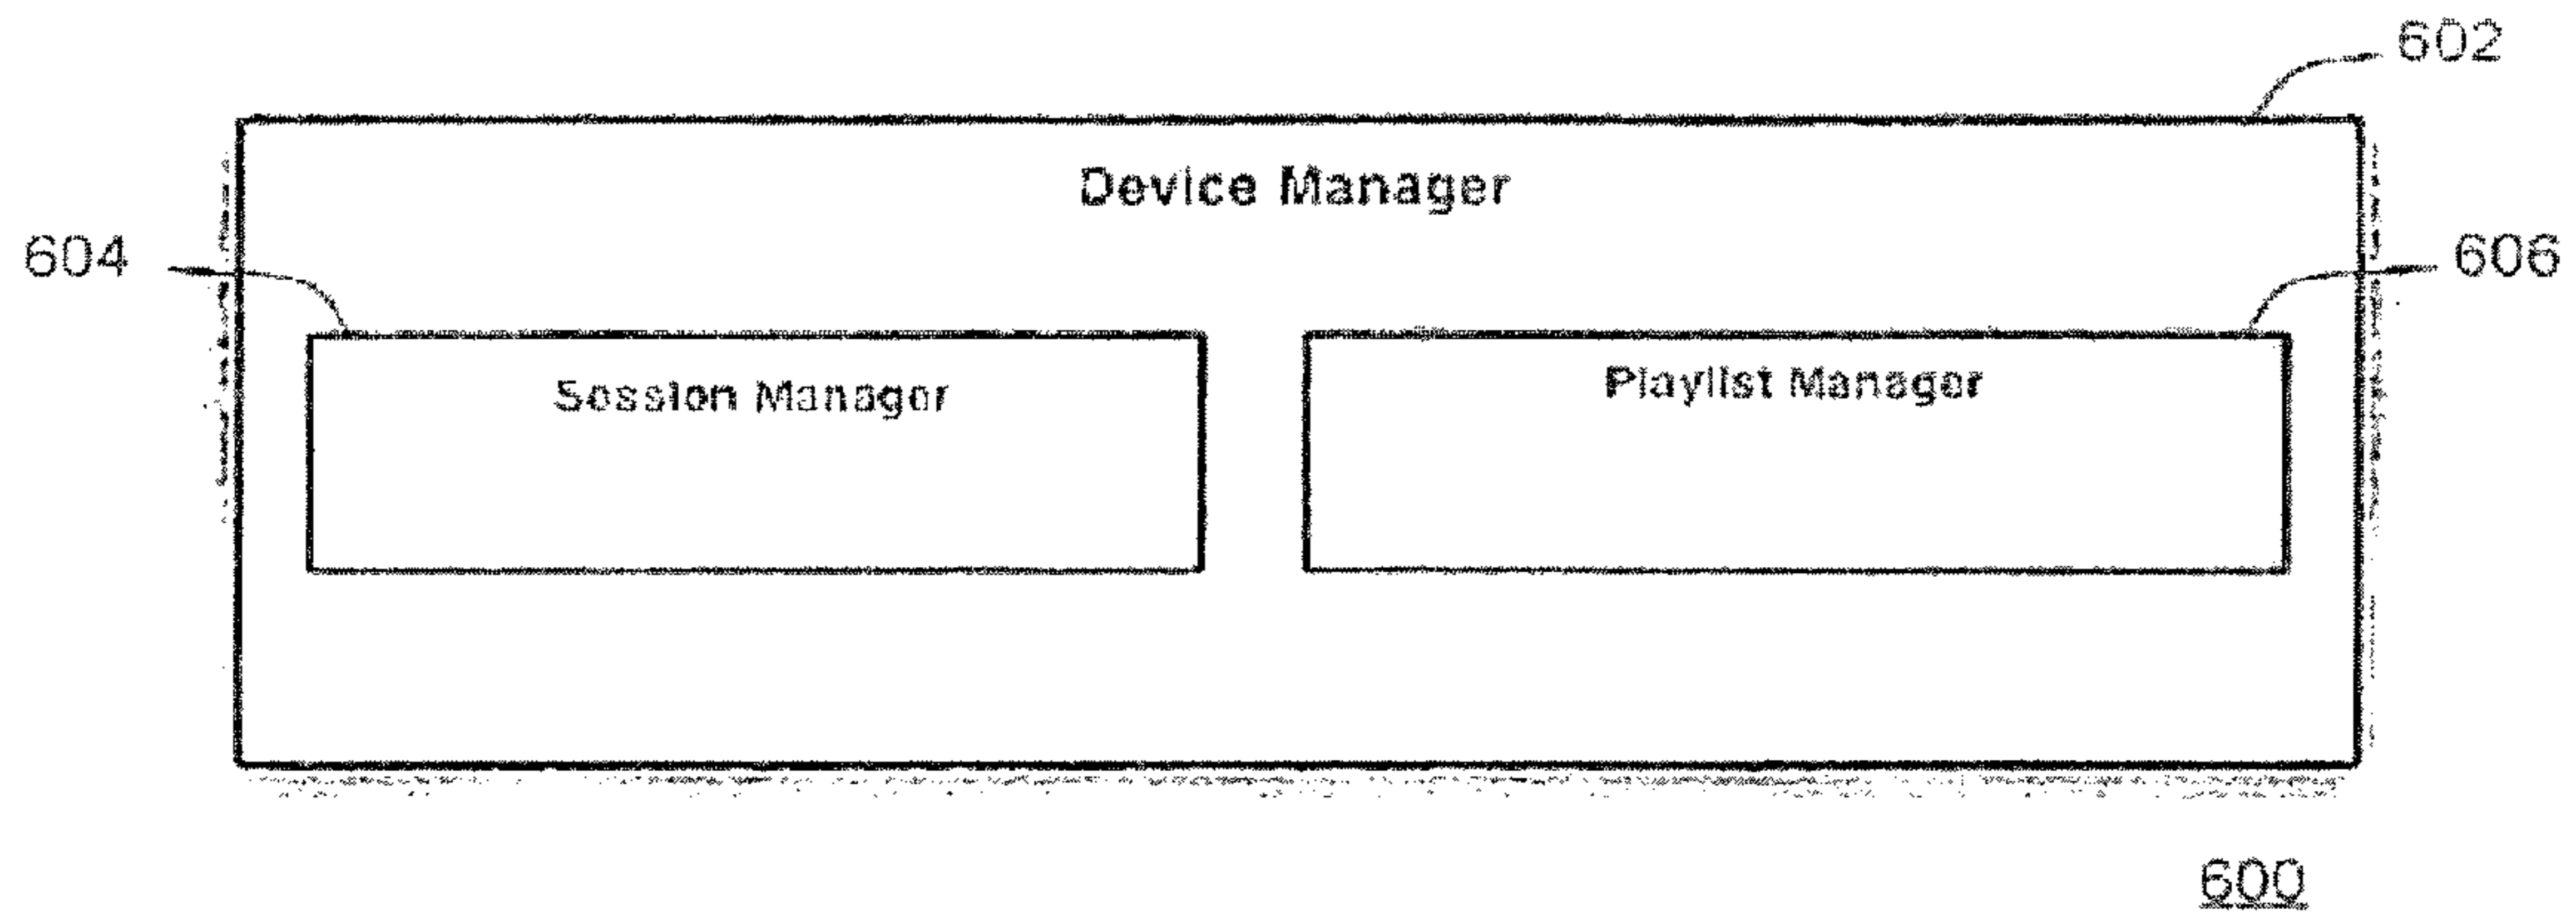 602
Device Manager
604
606
Session Manager
Playlist Manager
600